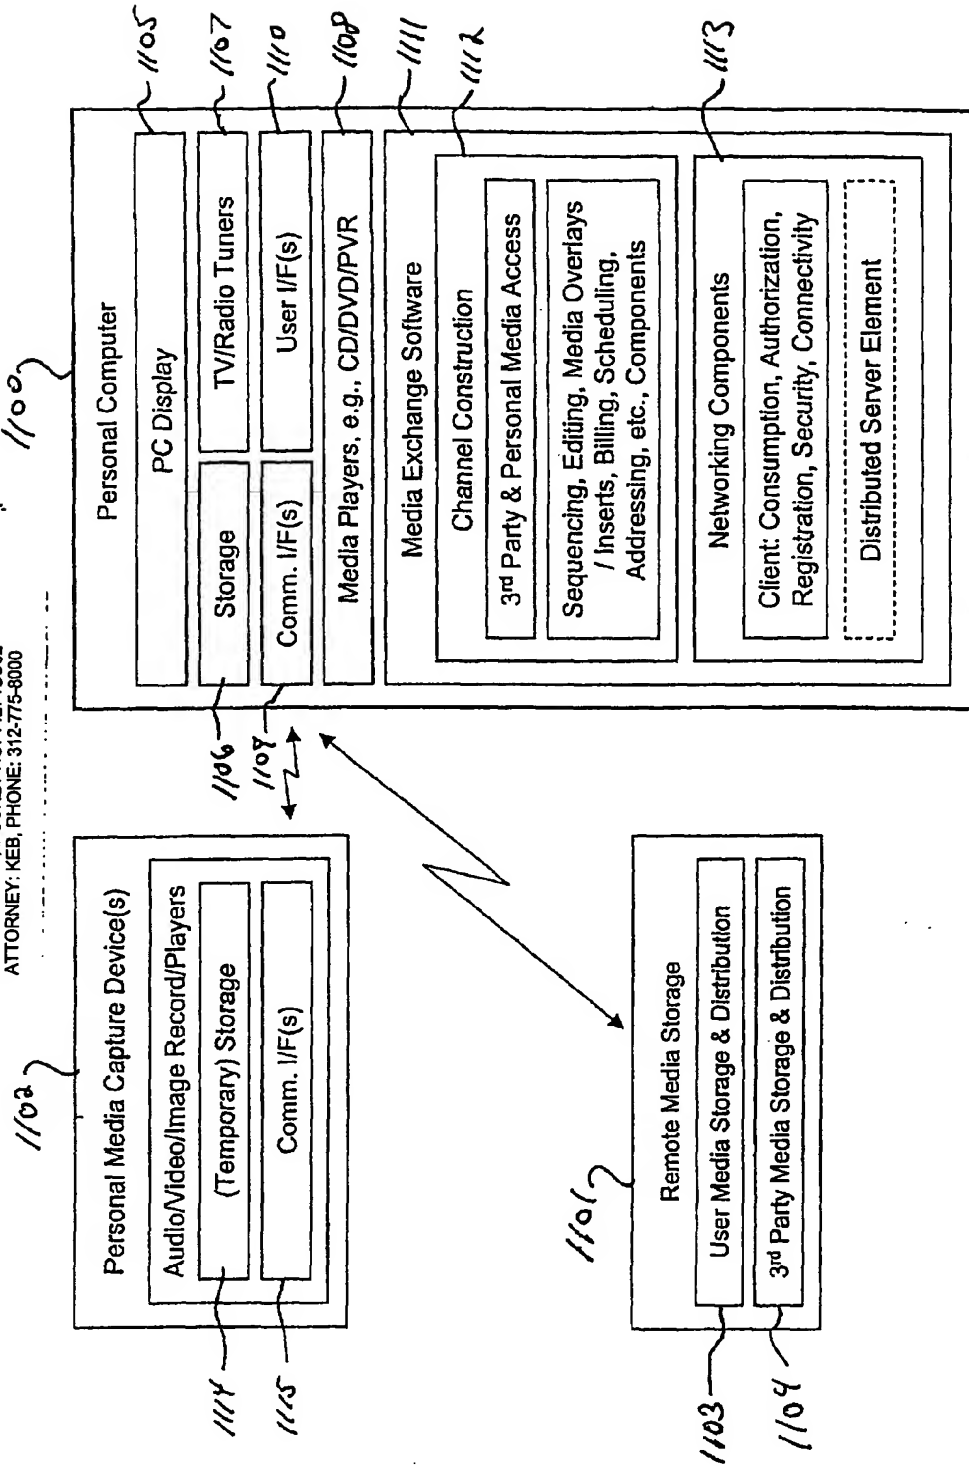 ATTORNEY: KEB, PHONE: 312-775-8000
1102
Personal Media Capture Device(s)
Audio/Video/Image Record/Players
(Temporary) Storage
Comm. I/F(s)
1114
1115
1101
Remote Media Storage
User Media Storage & Distribution
3rd Party Media Storage & Distribution
1103
1104
1100
Personal Computer
PC Display
1105
Storage
TV/Radio Tuners
1106
1107
Comm. I/F(s)
User I/F(s)
1109
1110
Media Players, e.g., CD/DVD/PVR
1108
Media Exchange Software
1111
Channel Construction
1112
3rd Party & Personal Media Access
Sequencing, Editing, Media Overlays
/ Inserts, Billing, Scheduling,
Addressing, etc., Components
Networking Components
1113
Client: Consumption, Authorization,
Registration, Security, Connectivity
Distributed Server Element